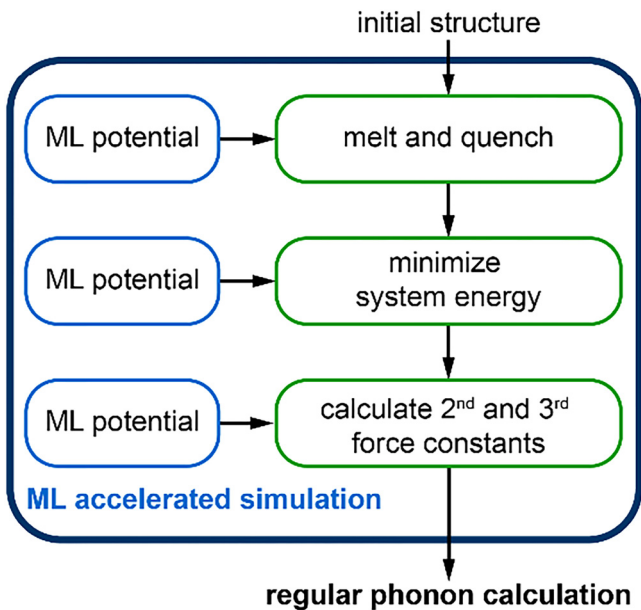 initial structure
ML potential
melt and quench
ML potential
minimize
system energy
ML potential
calculate 2nd and 3rd
force constants
ML accelerated simulation
regular phonon calculation